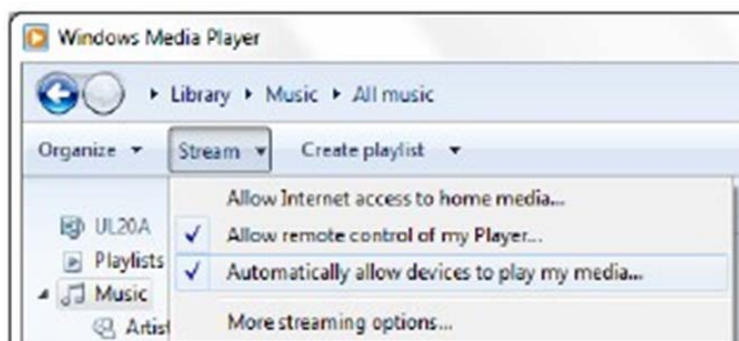 Windows Media Player
Library Music All music
Organize Stream Create playlist
Allow Internet access to home media...
UL20A
Allow remote control of my Player...
Playlists
Automatically allow devices to play my media...
Music
Artist
More streaming options...